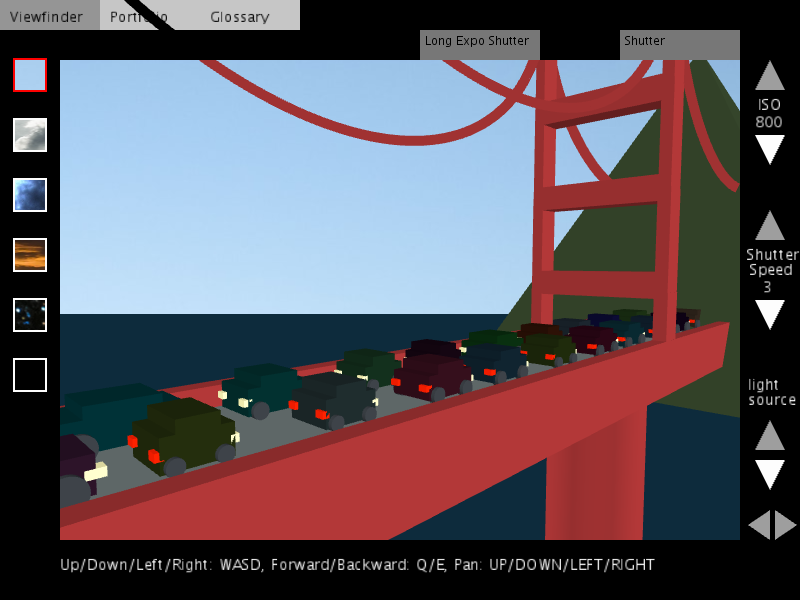 Viewfinder
Portfolio
Glossary
Long Expo Shutter
Shutter
ISO
800
Shutter
Speed
3
light
source
Up/Down/Left/Right: WASD, Forward/Backward: Q/E, Pan: UP/DOWN/LEFT/RIGHT